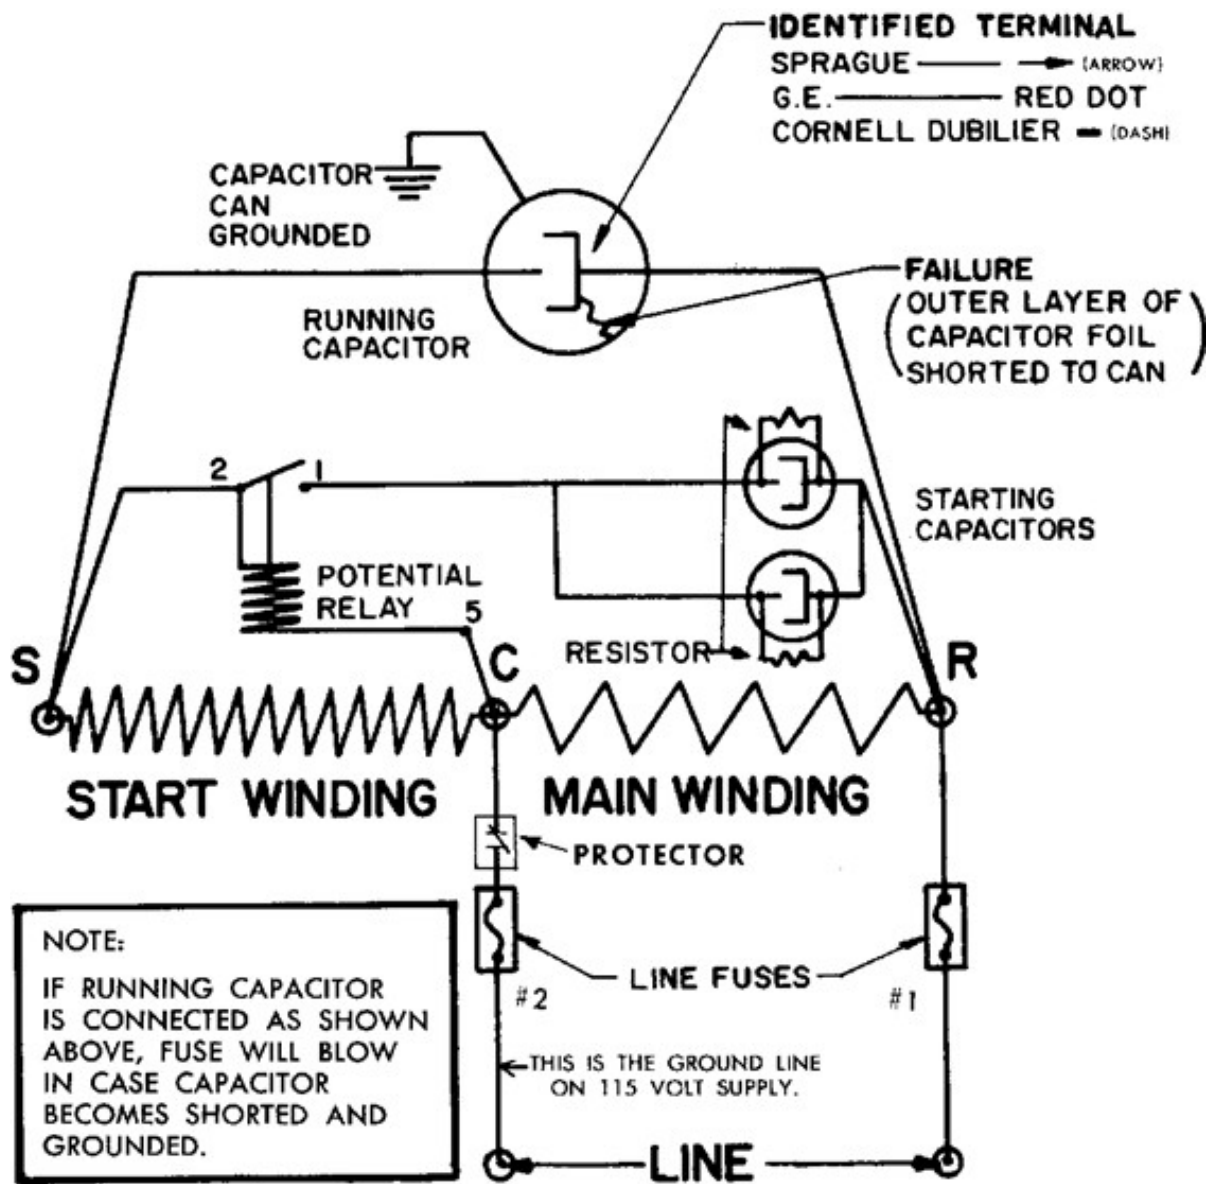 IDENTIFIED TERMINAL
SPRAGUE (ARROW)
G.E. RED DOT
CORNELL DUBILIER (DASH)
CAPACITOR
CAN
GROUNDED
FAILURE
(OUTER LAYER OF
CAPACITOR FOIL
SHORTED TO CAN)
RUNNING
CAPACITOR
2 1
STARTING
CAPACITORS
POTENTIAL
RELAY 5
RESISTOR
S C R
START WINDING MAIN WINDING
PROTECTOR
LINE FUSES
#2 #1
NOTE:
IF RUNNING CAPACITOR
IS CONNECTED AS SHOWN
ABOVE, FUSE WILL BLOW
IN CASE CAPACITOR
BECOMES SHORTED AND
GROUNDED.
THIS IS THE GROUND LINE
ON 115 VOLT SUPPLY.
LINE